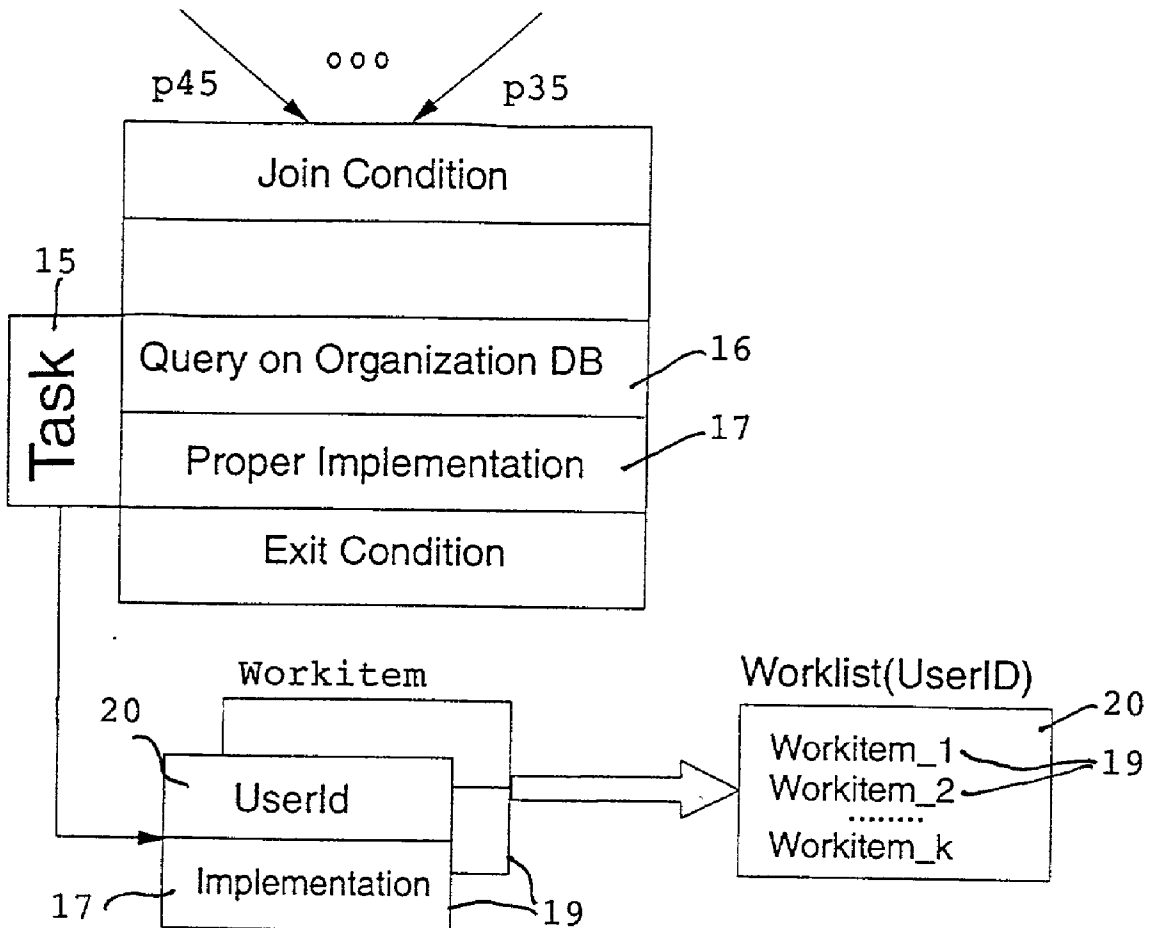 ooo
p45
p35
Join Condition
15
Task
Query on Organization DB
16
Proper Implementation
17
Exit Condition
Workitem
Worklist(UserID)
20
20
UserId
Workitem_1
19
Workitem_2
........
Workitem_k
Implementation
17
19